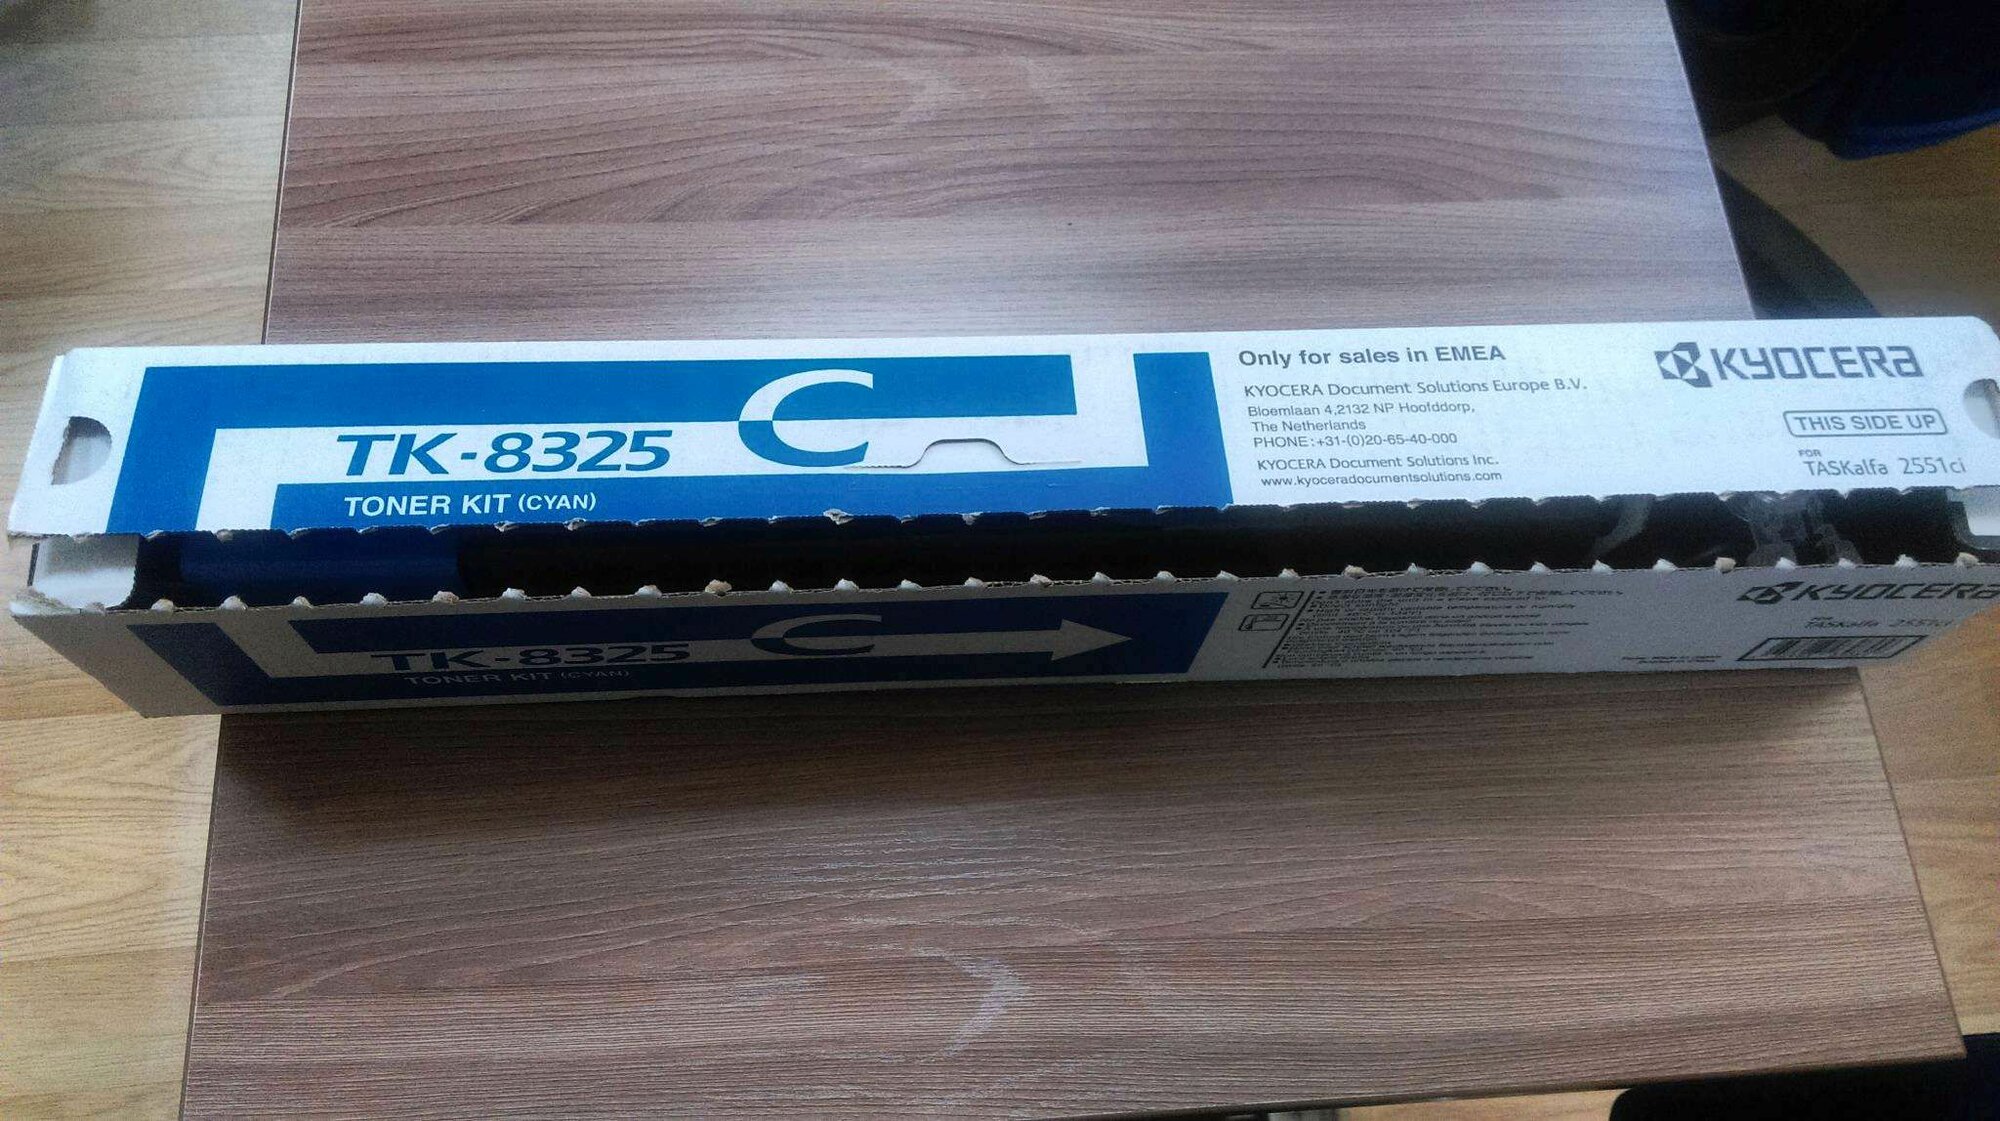 TK-8325 C
TONER KIT (CYAN)
Only for sales in EMEA
KYOCERA Document Solutions Europe B.V.
Bloemlaan 4,2132 NP Hoofddorp,
The Netherlands
PHONE:+31-(0)20-65-40-000
KYOCERA Document Solutions Inc.
www.kyoceradocumentsolutions.com
KYOCERA
THIS SIDE UP
FOR
TASKalfa 2551ci
TK-8325 C
TONER KIT (CYAN)
KYOCERA
TASKalfa 2551ci